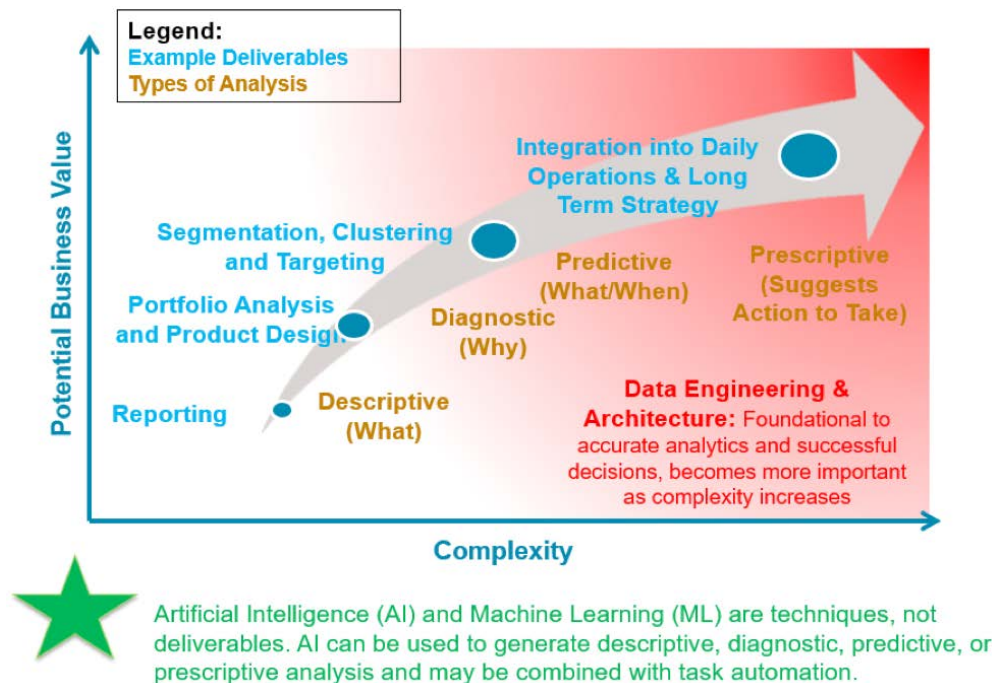 Legend:
Example Deliverables
Types of Analysis
Potential Business Value
Integration into Daily
Operations & Long
Term Strategy
Segmentation, Clustering
and Targeting
Predictive
(What/When)
Prescriptive
(Suggests
Action to Take)
Portfolio Analysis
and Product Design
Diagnostic
(Why)
Reporting
Descriptive
(What)
Data Engineering &
Architecture: Foundational to
accurate analytics and successful
decisions, becomes more important
as complexity increases
Complexity
Artificial Intelligence (AI) and Machine Learning (ML) are techniques, not
deliverables. AI can be used to generate descriptive, diagnostic, predictive, or
prescriptive analysis and may be combined with task automation.